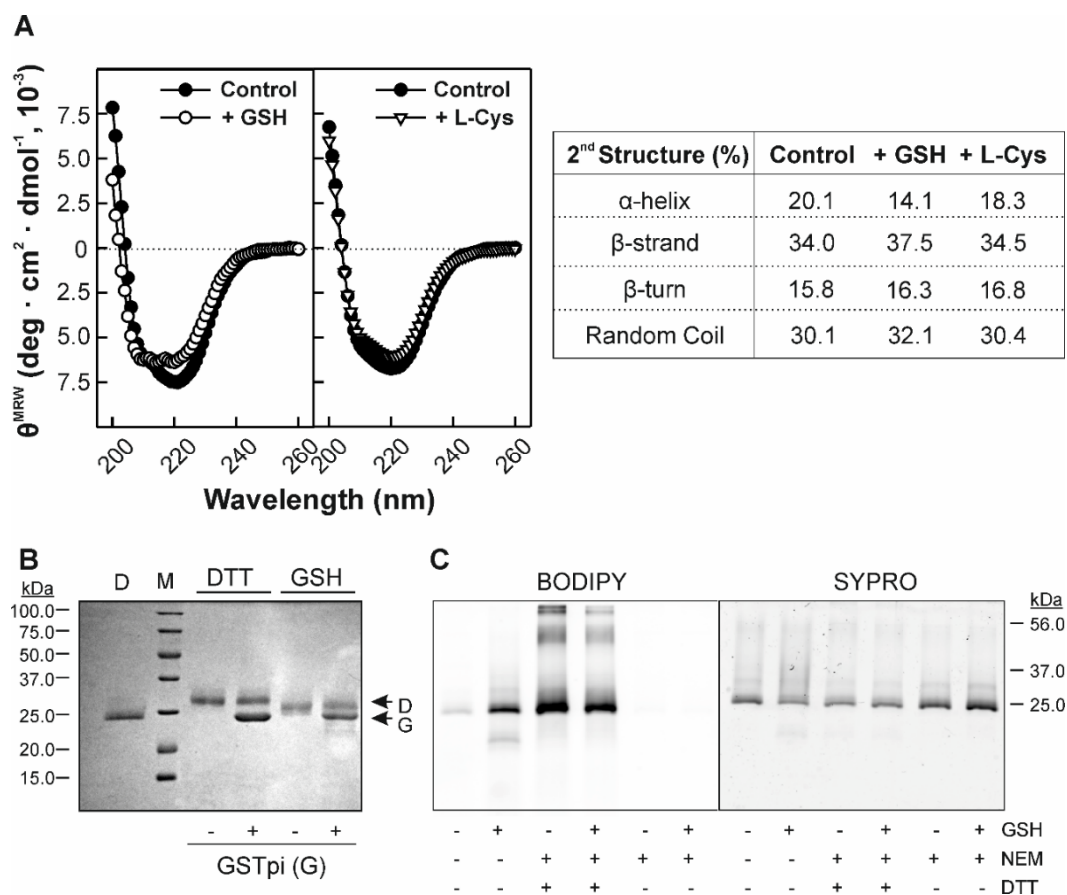 A
Control
+ GSH
Control
+ L-Cys
θᴹᴿᵂ (deg · cm² · dmol⁻¹, 10⁻³)
7.5
5.0
2.5
0
2.5
5.0
7.5
200 220 240 260 200 220 240 260
Wavelength (nm)
2nd Structure (%) Control + GSH + L-Cys
α-helix 20.1 14.1 18.3
β-strand 34.0 37.5 34.5
β-turn 15.8 16.3 16.8
Random Coil 30.1 32.1 30.4
B
D M DTT GSH
kDa
100.0
75.0
50.0
37.0
25.0
20.0
15.0
D
G
- + - +
GSTpi (G)
C
BODIPY SYPRO
kDa
56.0
37.0
25.0
- + - + - + - + - + - + GSH
- - + + + + - - + + + + NEM
- - + + - - - - + + - - DTT